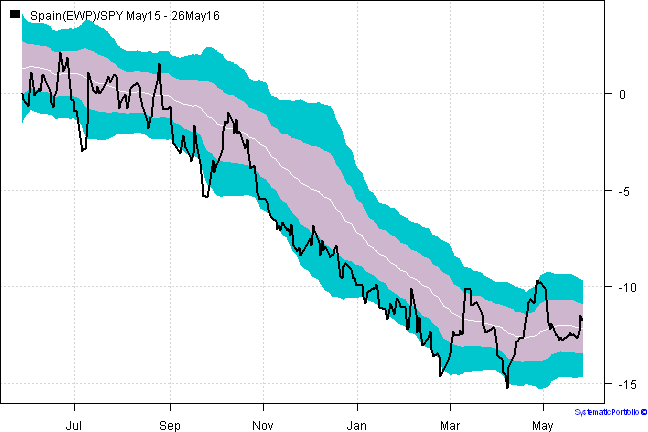 Spain(EWP)/SPY May15 - 26May16
0
-5
-10
-15
Jul Sep Nov Jan Mar May
SystematicPortfolio ©